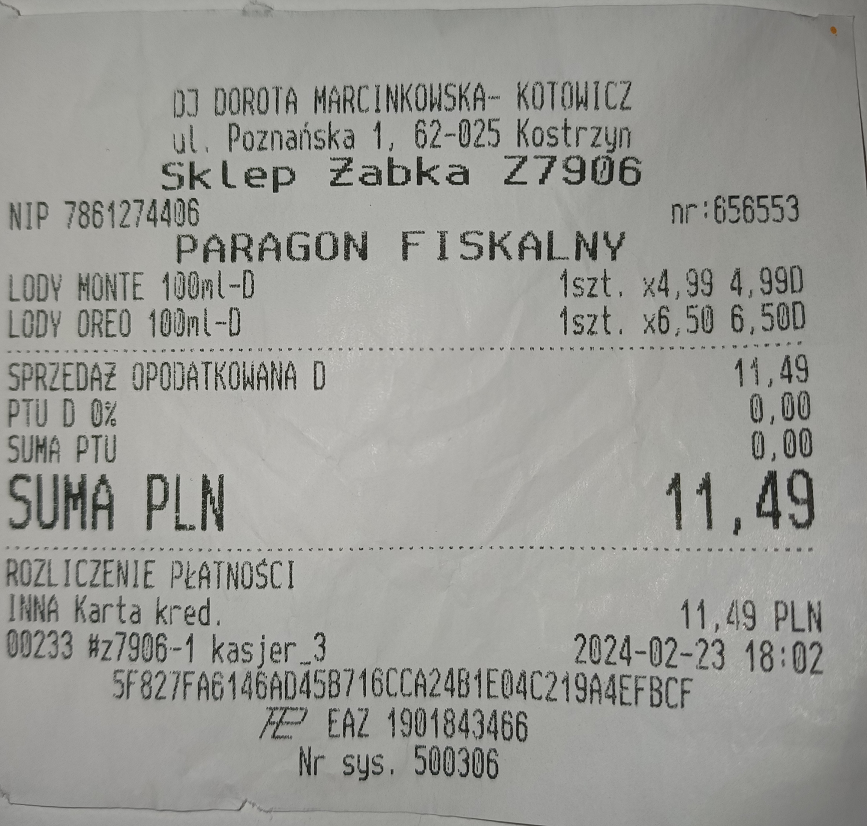 DJ DOROTA MARCINKOWSKA- KOTOWICZ
ul. Poznańska 1, 62-025 Kostrzyn
Sklep Żabka Z7906
NIP 7861274406 nr:656553
PARAGON FISKALNY
LODY MONTE 100ml-D 1szt. x4,99 4,99D
LODY OREO 100ml-D 1szt. x6,50 6,50D
SPRZEDAŻ OPODATKOWANA D 11,49
PTU D 0% 0,00
SUMA PTU 0,00
SUMA PLN 11,49
ROZLICZENIE PŁATNOŚCI
INNA Karta kred. 11,49 PLN
00233 #z7906-1 kasjer_3 2024-02-23 18:02
5F827FA6146AD45B716CCA24B1E04C219A4EFBCF
EAZ 1901843466
Nr sys. 500306